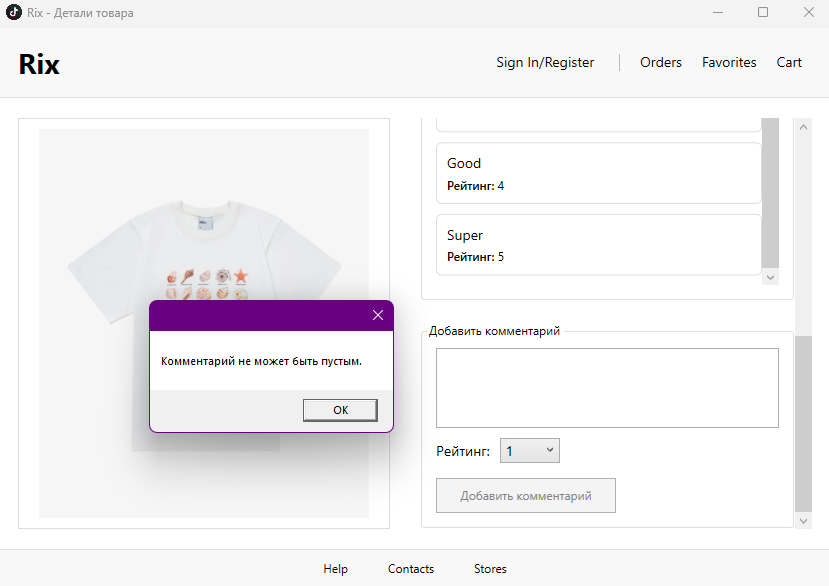 Rix - Детали товара
Rix
Sign In/Register
Orders
Favorites
Cart
Good
Рейтинг: 4
Super
Рейтинг: 5
Комментарий не может быть пустым.
OK
Добавить комментарий
Рейтинг:
1
Добавить комментарий
Help
Contacts
Stores